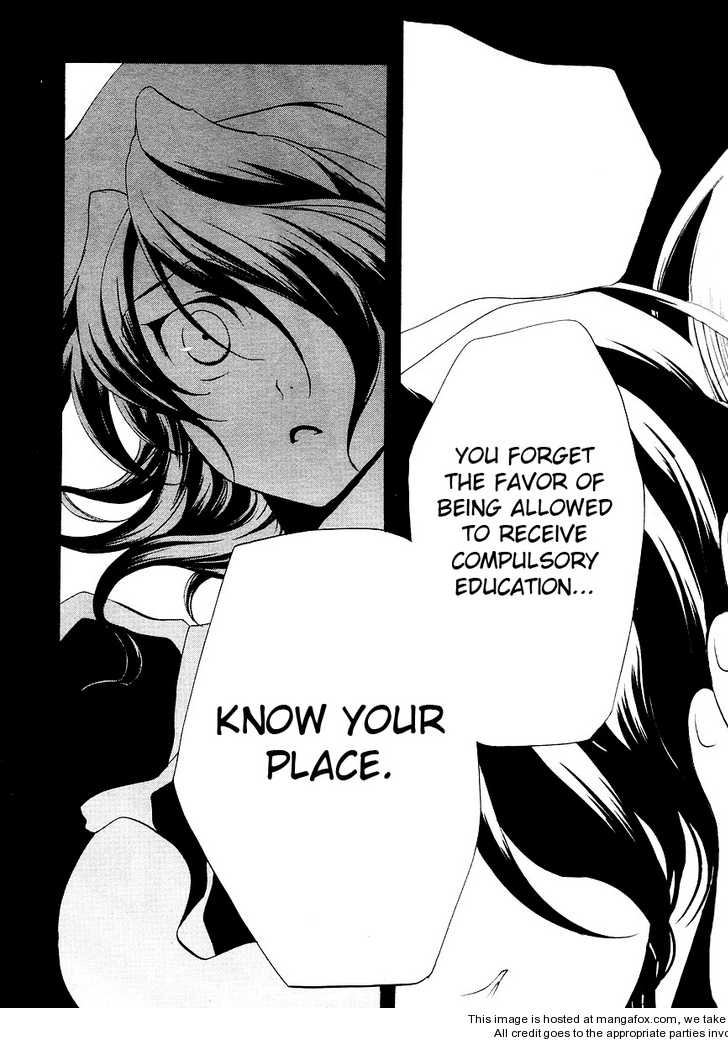 YOU FORGET
THE FAVOR OF
BEING ALLOWED
TO RECEIVE
COMPULSORY
EDUCATION...
KNOW YOUR
PLACE.
This image is hosted at mangafox.com, we take
All credit goes to the appropriate parties invo